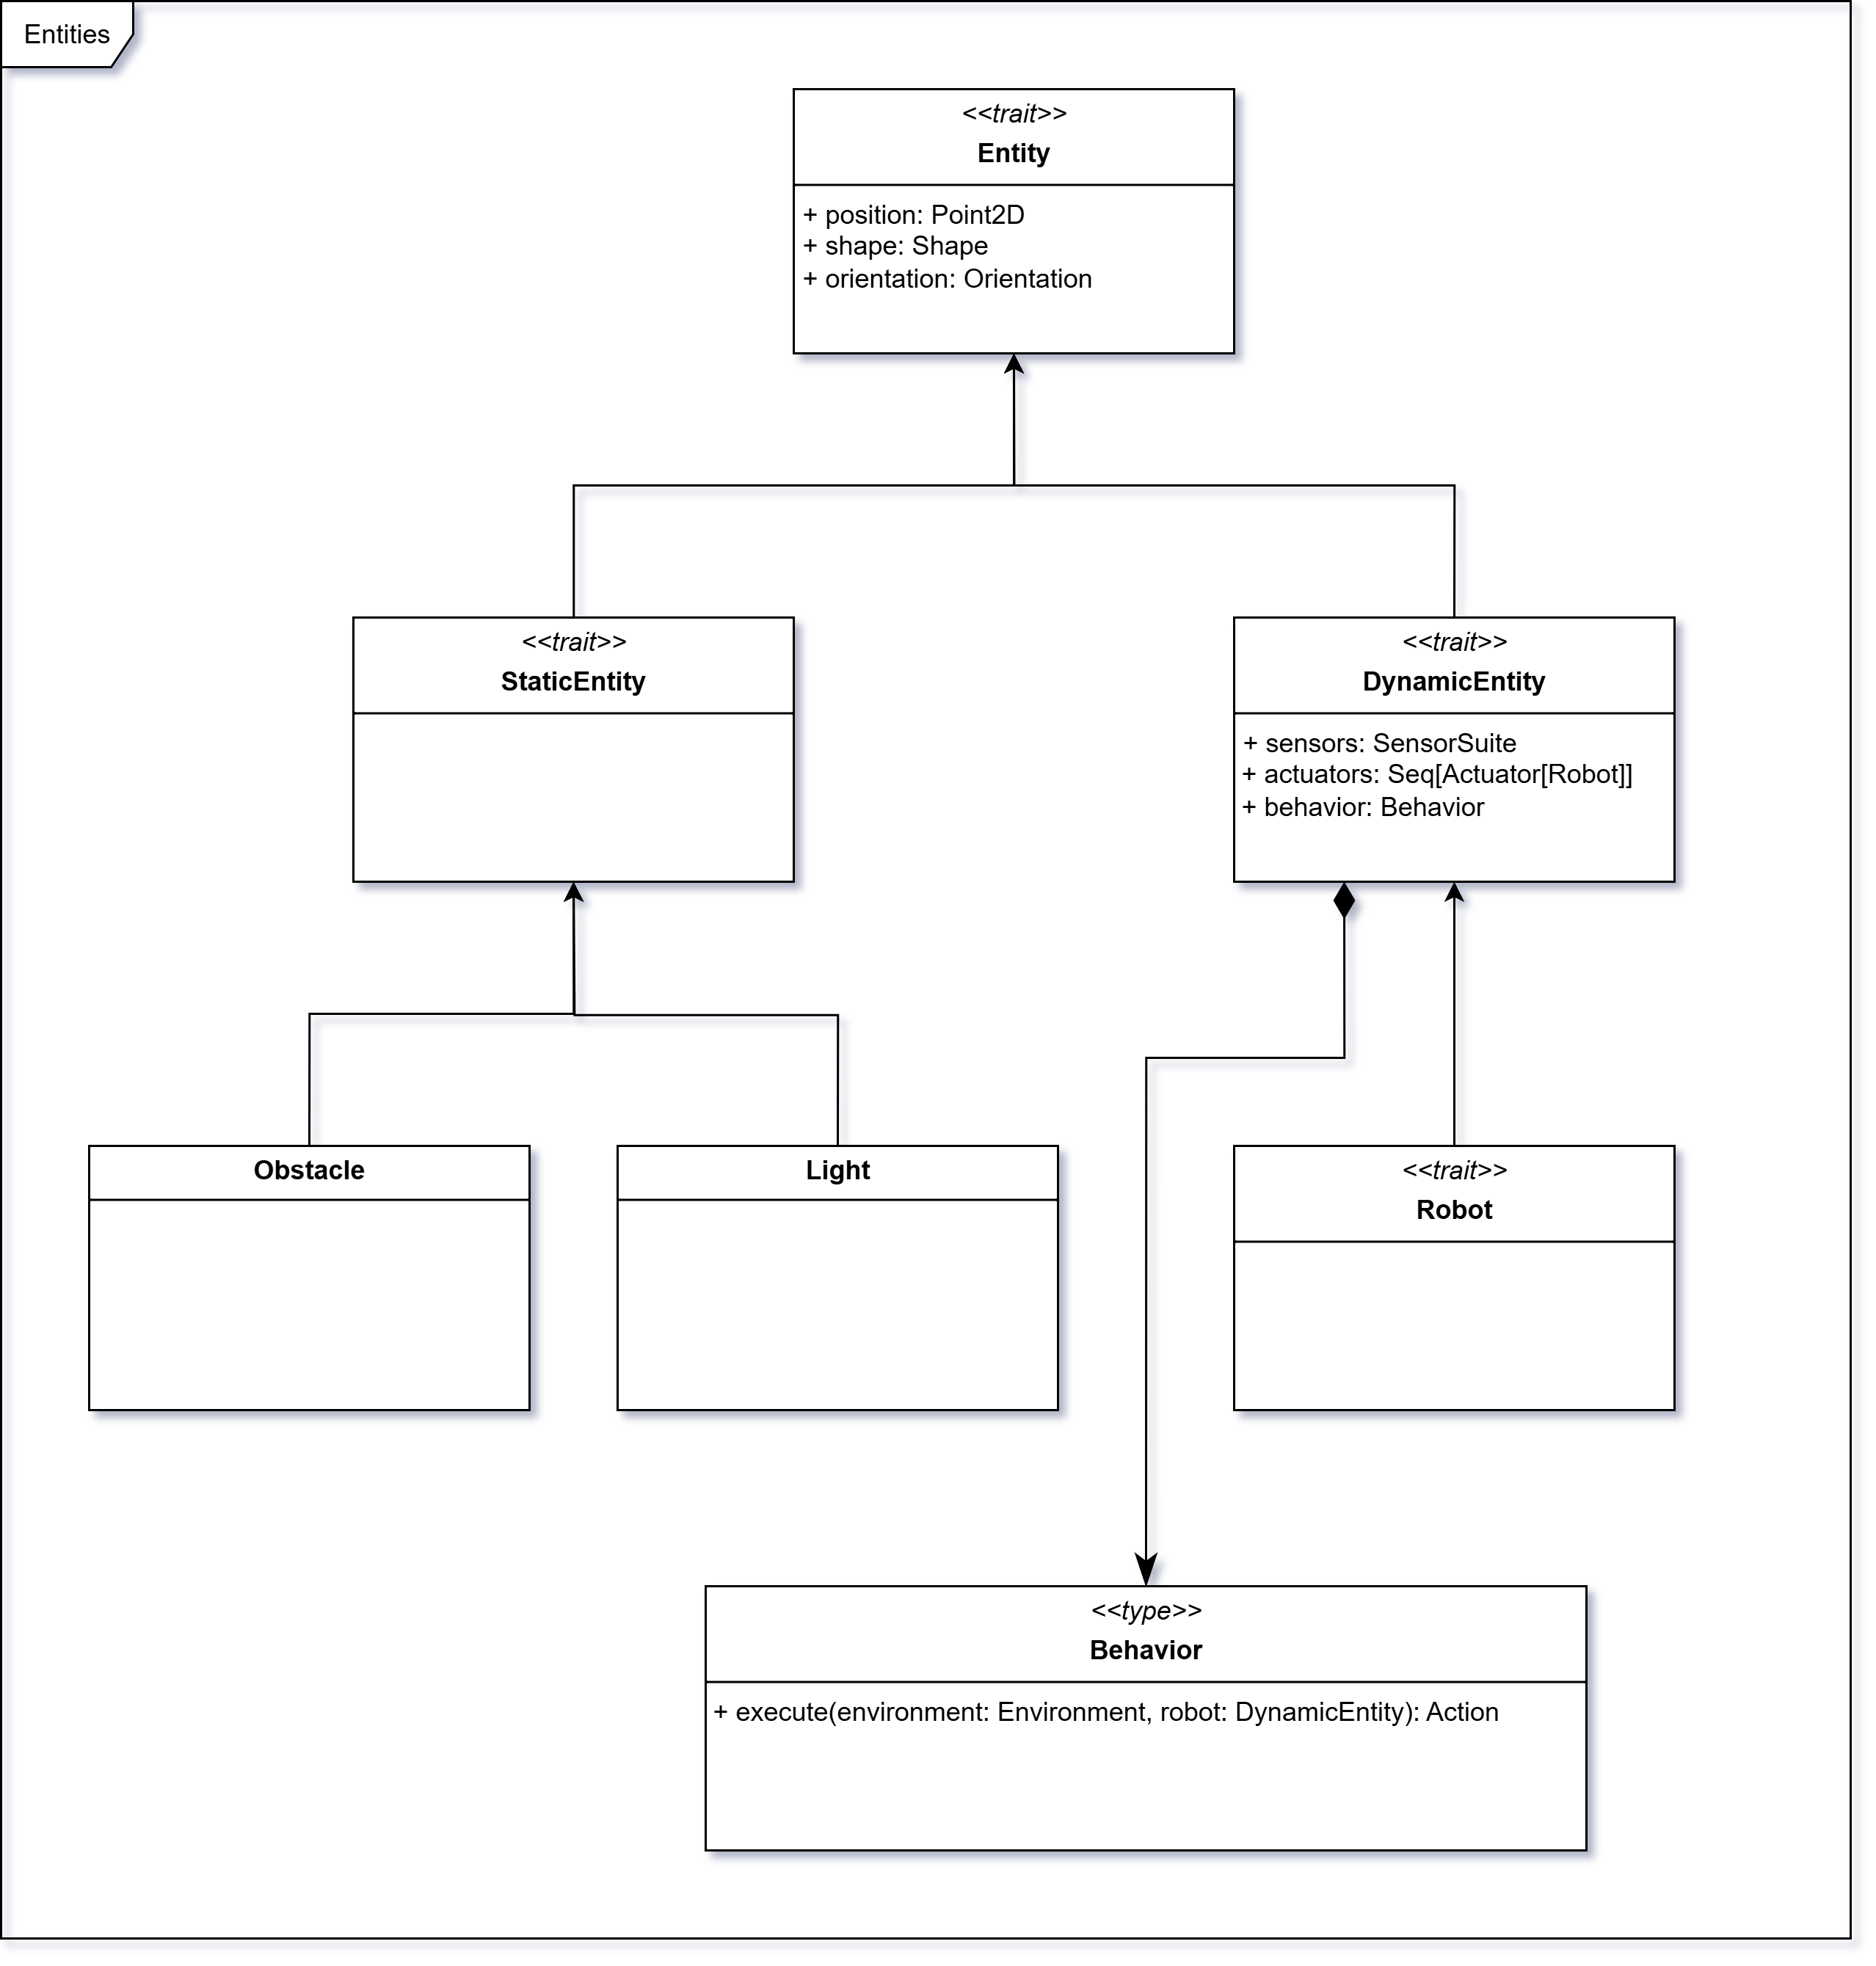 Entities
<<trait>>
Entity
+ position: Point2D
+ shape: Shape
+ orientation: Orientation
<<trait>>
StaticEntity
<<trait>>
DynamicEntity
+ sensors: SensorSuite
+ actuators: Seq[Actuator[Robot]]
+ behavior: Behavior
Obstacle
Light
<<trait>>
Robot
<<type>>
Behavior
+ execute(environment: Environment, robot: DynamicEntity): Action